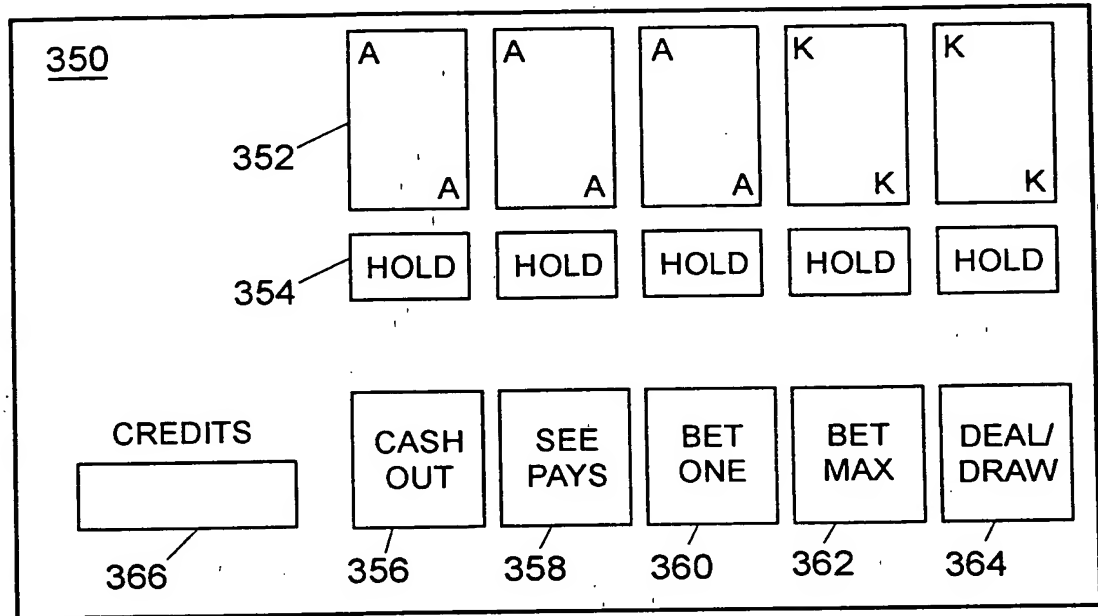 350
A A A K K
A A A K K
352
HOLD HOLD HOLD HOLD HOLD
354
CREDITS
CASH OUT
SEE PAYS
BET ONE
BET MAX
DEAL/ DRAW
366 356 358 360 362 364